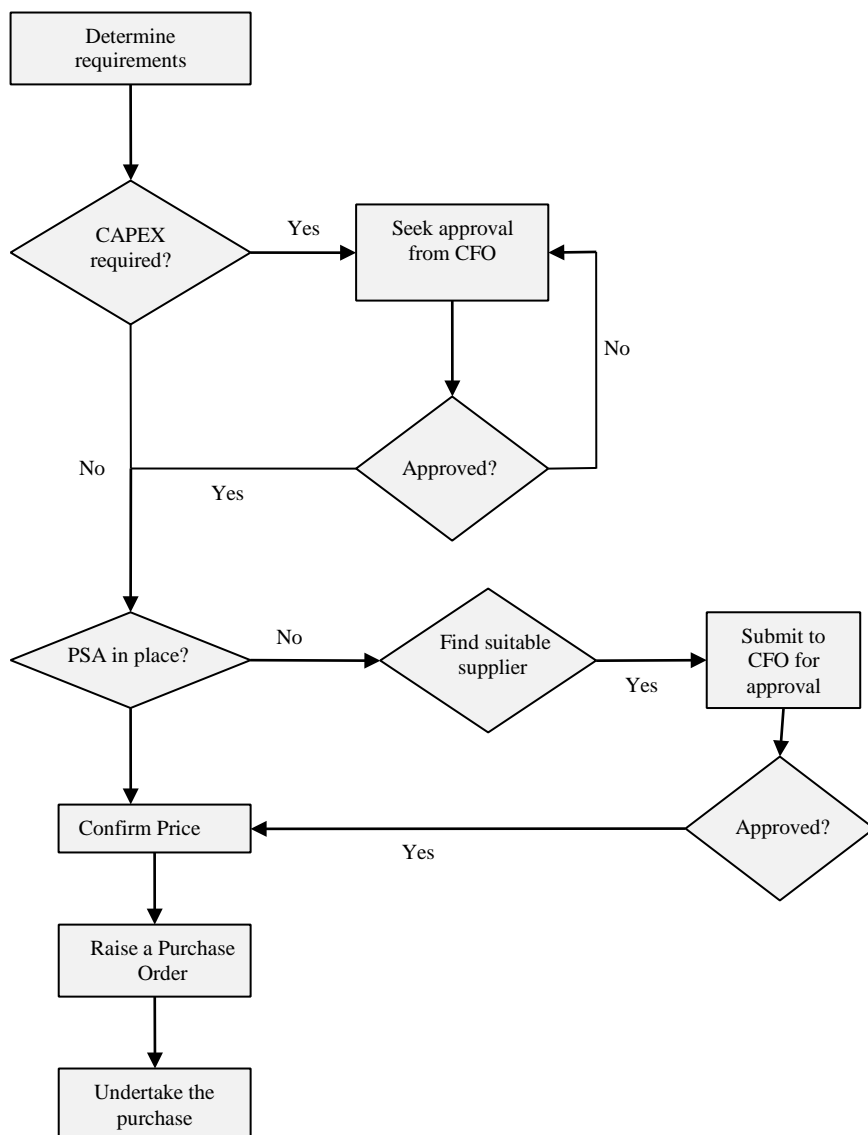 Determine
requirements
CAPEX
required?
Yes
Seek approval
from CFO
No
Approved?
Yes
No
PSA in place?
No
Find suitable
supplier
Yes
Submit to
CFO for
approval
Confirm Price
Yes
Approved?
Raise a Purchase
Order
Undertake the
purchase